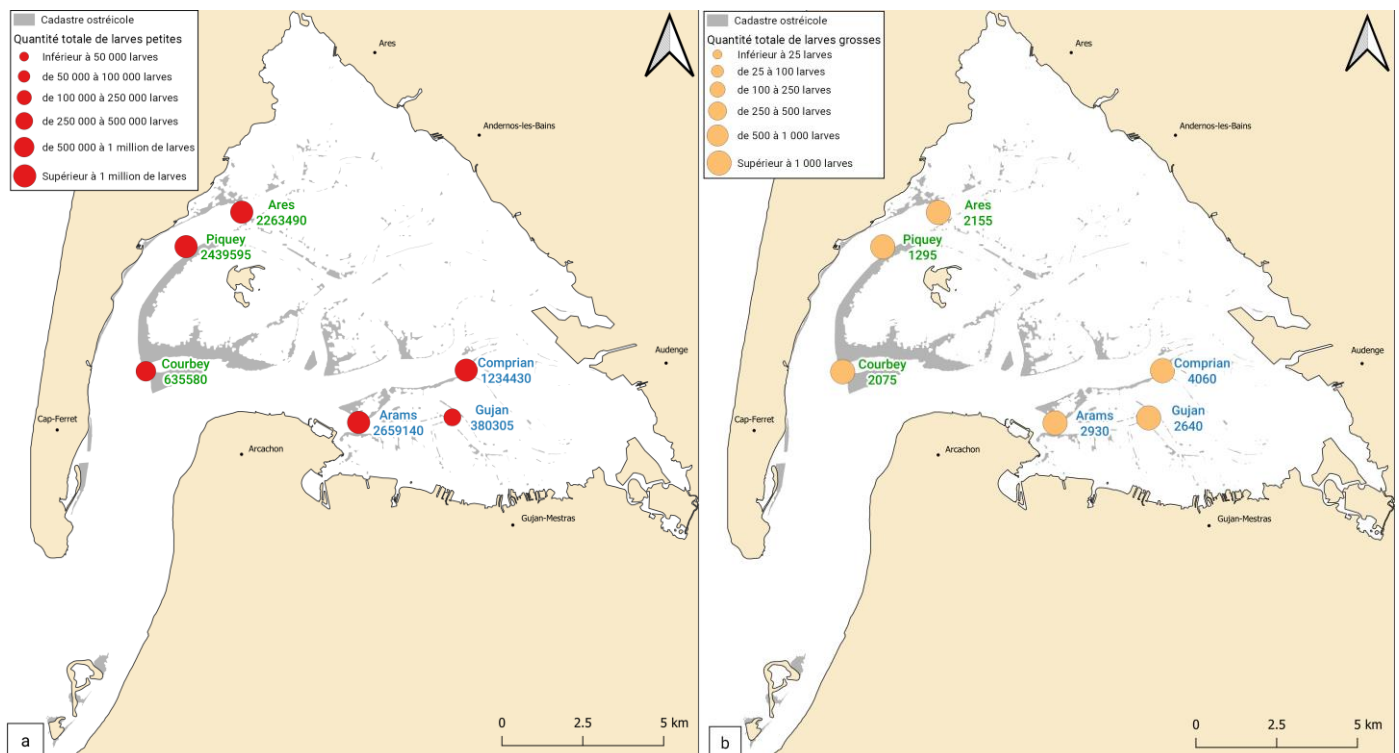 Cadastre ostréicole
Quantité totale de larves petites
Inférieur à 50 000 larves
de 50 000 à 100 000 larves
de 100 000 à 250 000 larves
de 250 000 à 500 000 larves
de 500 000 à 1 million de larves
Supérieur à 1 million de larves
Ares
Andernos-les-Bains
Ares
2263490
Piquey
2439595
Courbey
635580
Comprian
1234430
Audenge
Arams
2659140
Gujan
380305
Cap-Ferret
Arcachon
Gujan-Mestras
0 2.5 5 km
a
Cadastre ostréicole
Quantité totale de larves grosses
Inférieur à 25 larves
de 25 à 100 larves
de 100 à 250 larves
de 250 à 500 larves
de 500 à 1 000 larves
Supérieur à 1 000 larves
Ares
Andernos-les-Bains
Ares
2155
Piquey
1295
Courbey
2075
Comprian
4060
Audenge
Arams
2930
Gujan
2640
Cap-Ferret
Arcachon
Gujan-Mestras
0 2.5 5 km
b